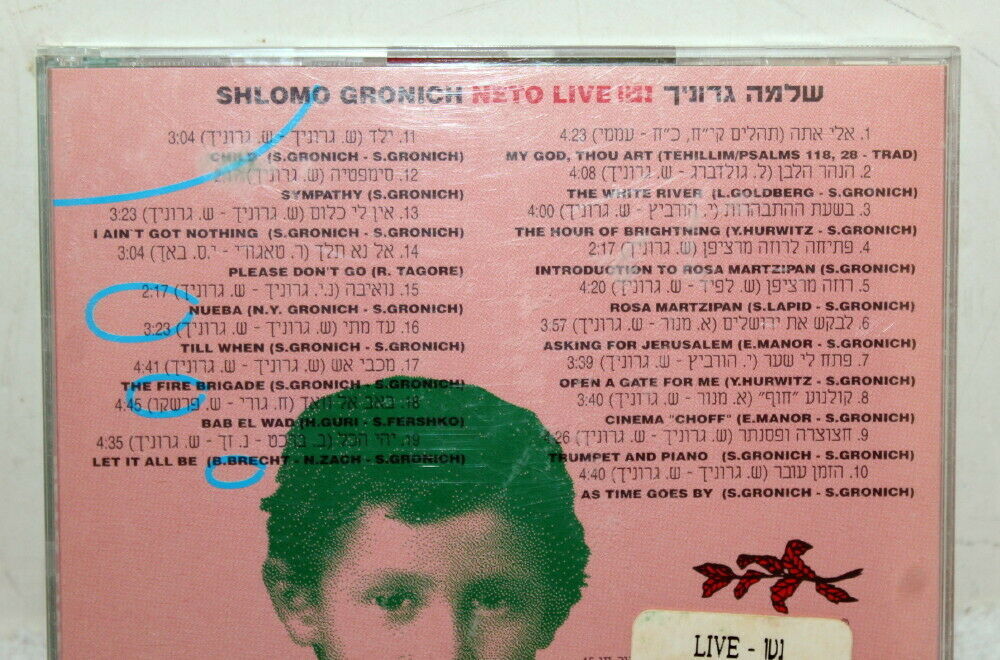 SHLOMO GRONICH NETO LIVE נטו שלמה גרוניך
1. אלי אתה (תהלים קי״ח, כ״ח - עממי) 4:23
MY GOD, THOU ART (TEHILLIM/PSALMS 118, 28 - TRAD)
2. הנהר הלבן (ל. גולדברג - ש. גרוניך) 4:08
THE WHITE RIVER (L.GOLDBERG - S.GRONICH)
3. בשעת ההתבהרות (י. הורביץ - ש. גרוניך) 4:00
THE HOUR OF BRIGHTNING (Y.HURWITZ - S.GRONICH)
4. פתיחה לרוזה מרציפן (ש. גרוניך) 2:17
INTRODUCTION TO ROSA MARTZIPAN (S.GRONICH)
5. רוזה מרציפן (ש. לפיד - ש. גרוניך) 4:20
ROSA MARTZIPAN (S.LAPID - S.GRONICH)
6. לבקש את ירושלים (א. מנור - ש. גרוניך) 3:57
ASKING FOR JERUSALEM (E.MANOR - S.GRONICH)
7. פתח לי שער (י. הורביץ - ש. גרוניך) 3:39
OPEN A GATE FOR ME (Y.HURWITZ - S.GRONICH)
8. קולנוע "חוף" (א. מנור - ש. גרוניך) 3:40
CINEMA "CHOFF" (E.MANOR - S.GRONICH)
9. חצוצרה ופסנתר (ש. גרוניך - ש. גרוניך) 4:26
TRUMPET AND PIANO (S.GRONICH - S.GRONICH)
10. הזמן עובר (ש. גרוניך - ש. גרוניך) 4:40
AS TIME GOES BY (S.GRONICH - S.GRONICH)
11. ילד (ש. גרוניך - ש. גרוניך) 3:04
CHILD (S.GRONICH - S.GRONICH)
12. סימפטיה (ש. גרוניך)
SYMPATHY (S.GRONICH)
13. אין לי כלום (ש. גרוניך - ש. גרוניך) 3:23
I AIN'T GOT NOTHING (S.GRONICH - S.GRONICH)
14. אל נא תלך (ר. טאגורי - י.ס. באך) 3:04
PLEASE DON'T GO (R. TAGORE)
15. נואיבה (נ.י. גרוניך - ש. גרוניך) 2:17
NUEBA (N.Y. GRONICH - S.GRONICH)
16. עד מתי (ש. גרוניך - ש. גרוניך) 3:23
TILL WHEN (S.GRONICH - S.GRONICH)
17. מכבי אש (ש. גרוניך - ש. גרוניך) 4:41
THE FIRE BRIGADE (S.GRONICH - S.GRONICH)
18. באב אל וואד (ח. גורי - ש. פרשקו) 4:45
BAB EL WAD (H.GURI - S.FERSHKO)
19. יהי הכל (ב. ברכט - נ. זך - ש. גרוניך) 4:35
LET IT ALL BE (B.BRECHT - N.ZACH - S.GRONICH)
LIVE - נטו